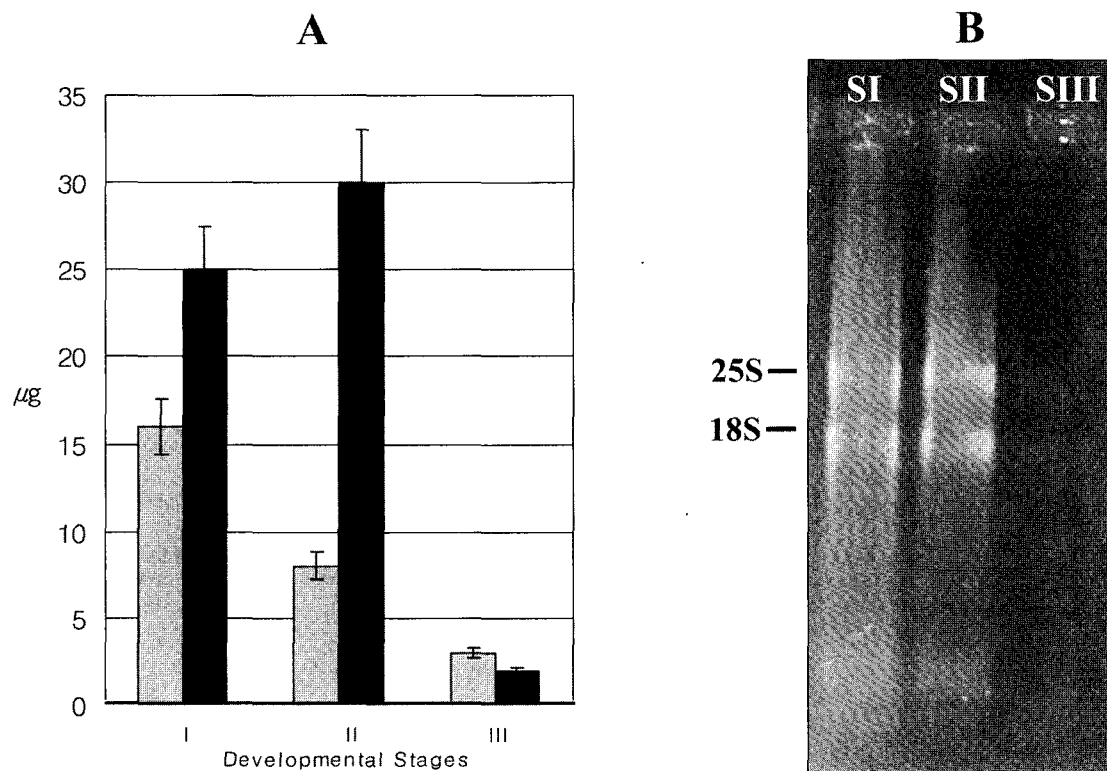 A
35
30
25
20
μg
15
10
5
0
I II III
Developmental Stages
B
SI SII SIII
25S
18S